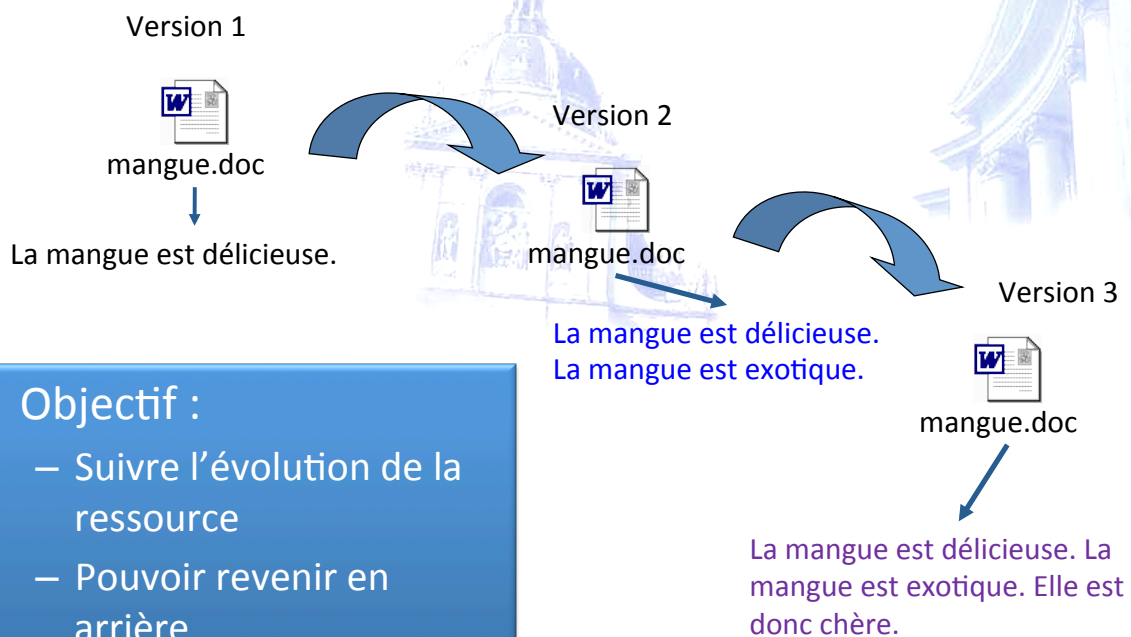 Version 1
mangue.doc
La mangue est délicieuse.
Version 2
mangue.doc
La mangue est délicieuse.
La mangue est exotique.
Version 3
mangue.doc
La mangue est délicieuse. La
mangue est exotique. Elle est
donc chère.
Objectif :
– Suivre l’évolution de la
ressource
– Pouvoir revenir en
arrière